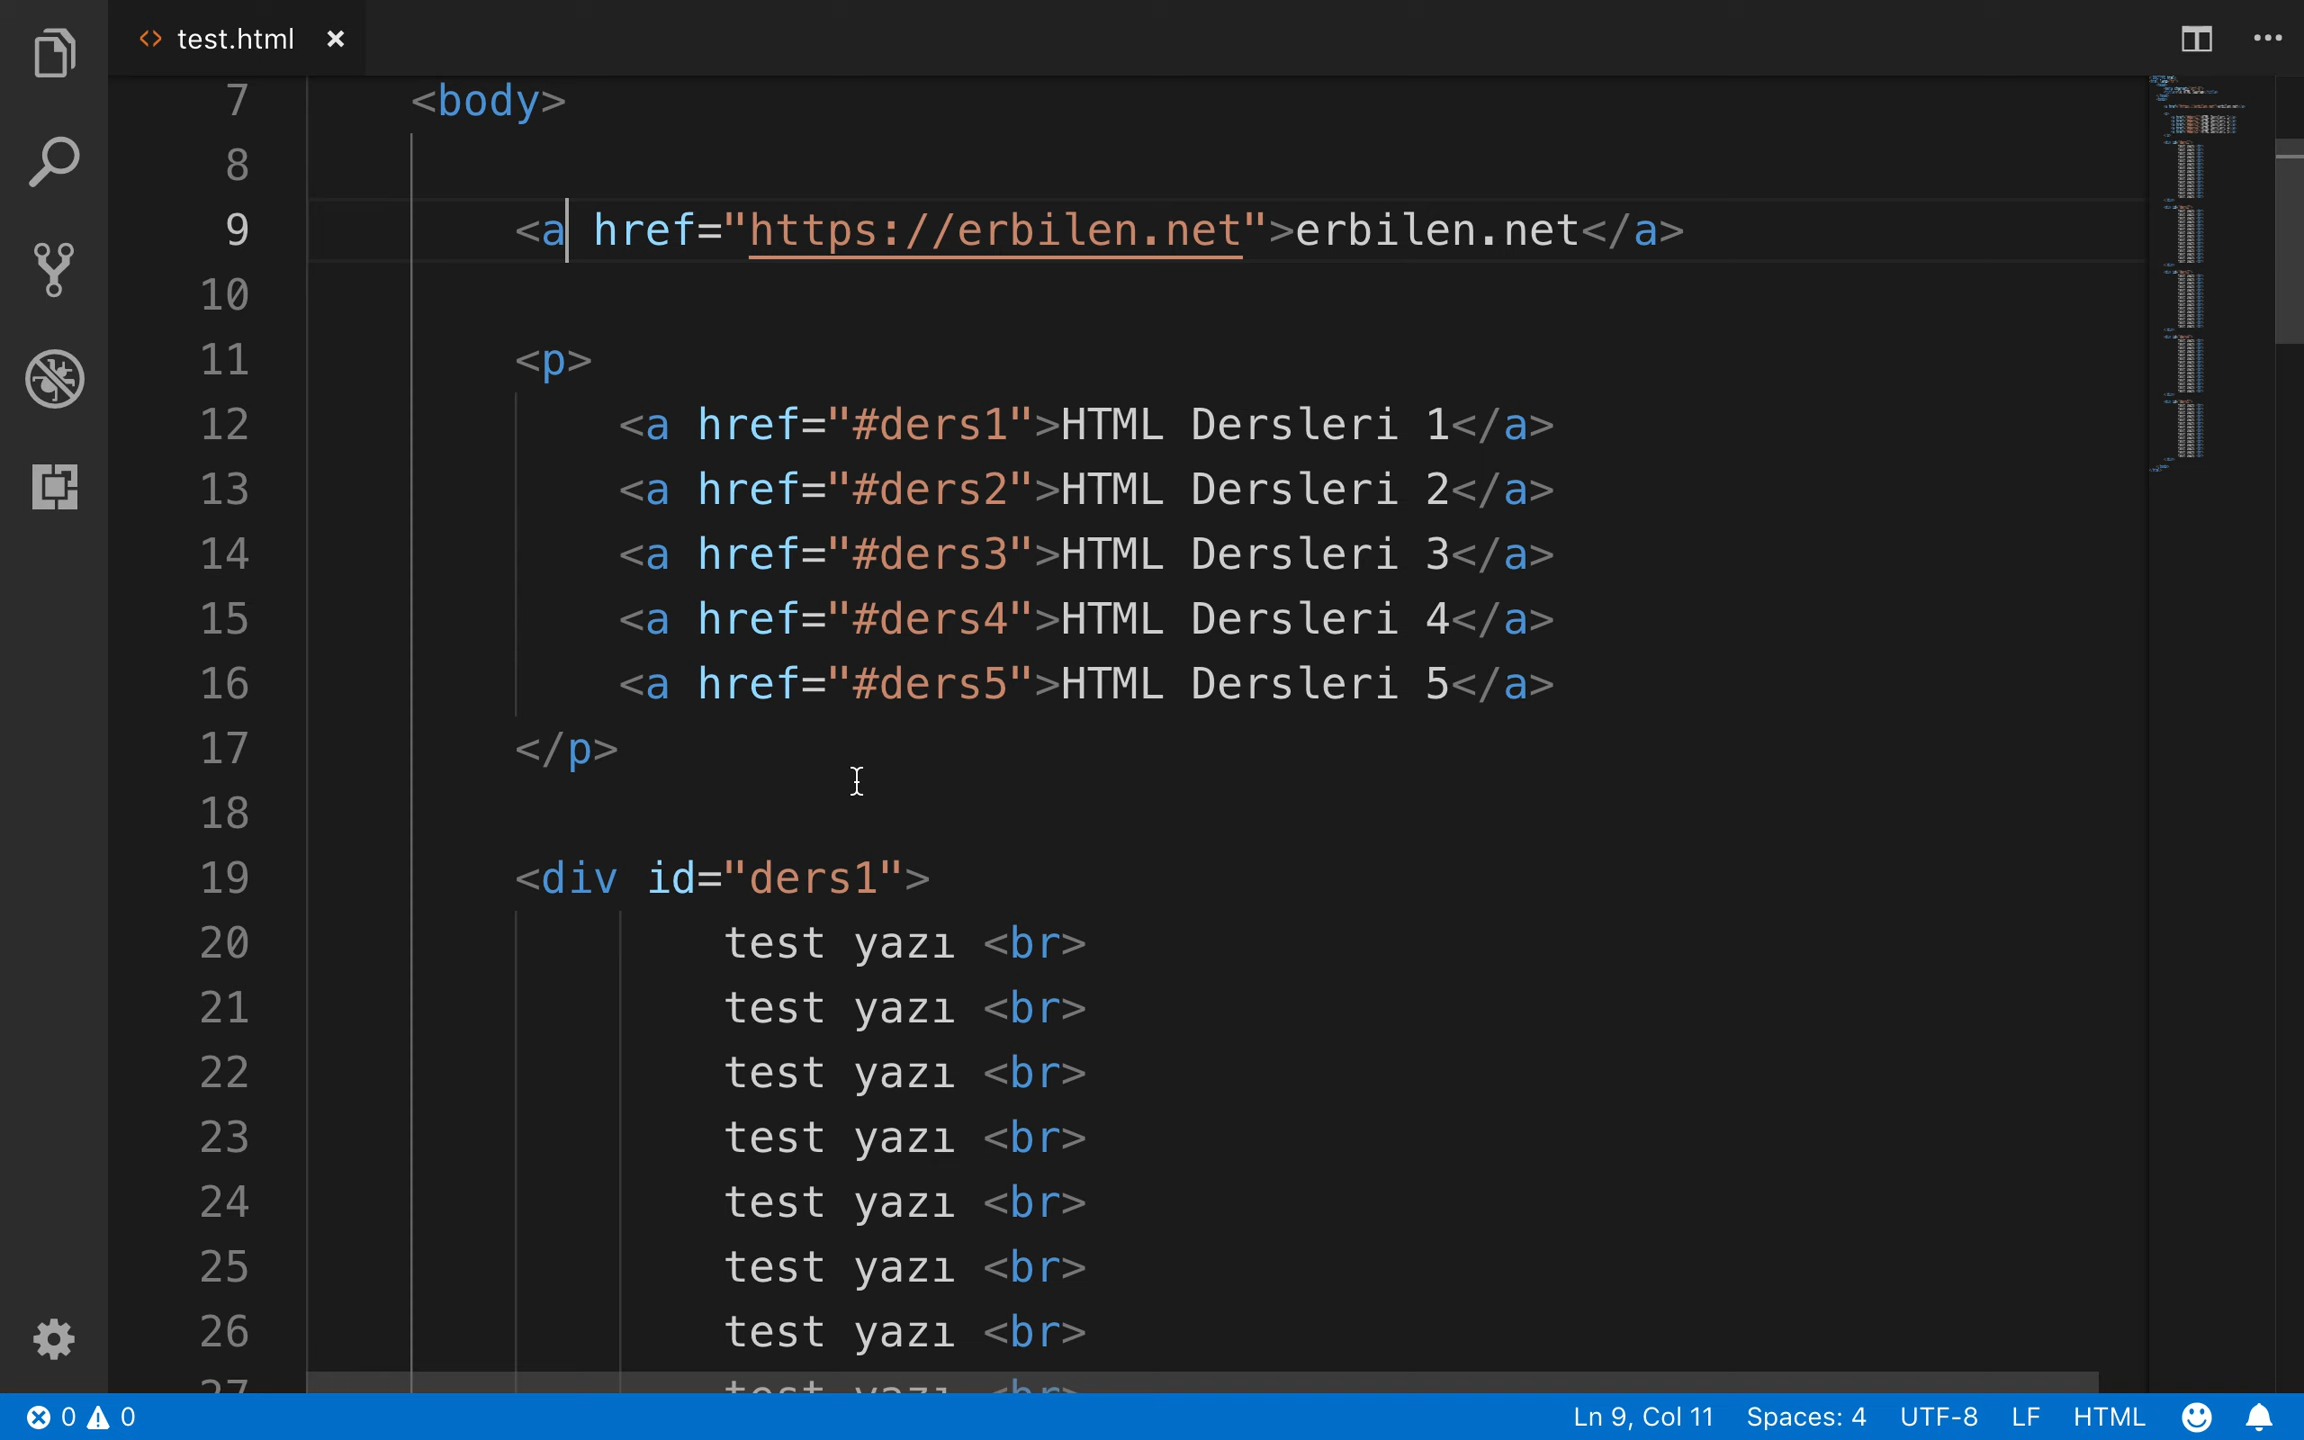 test.html
7 <body>
8
9 <a href="https://erbilen.net">erbilen.net</a>
10
11 <p>
12 <a href="#ders1">HTML Dersleri 1</a>
13 <a href="#ders2">HTML Dersleri 2</a>
14 <a href="#ders3">HTML Dersleri 3</a>
15 <a href="#ders4">HTML Dersleri 4</a>
16 <a href="#ders5">HTML Dersleri 5</a>
17 </p>
18
19 <div id="ders1">
20 test yazı <br>
21 test yazı <br>
22 test yazı <br>
23 test yazı <br>
24 test yazı <br>
25 test yazı <br>
26 test yazı <br>
27 test yazı <br>
0 0 Ln 9, Col 11 Spaces: 4 UTF-8 LF HTML